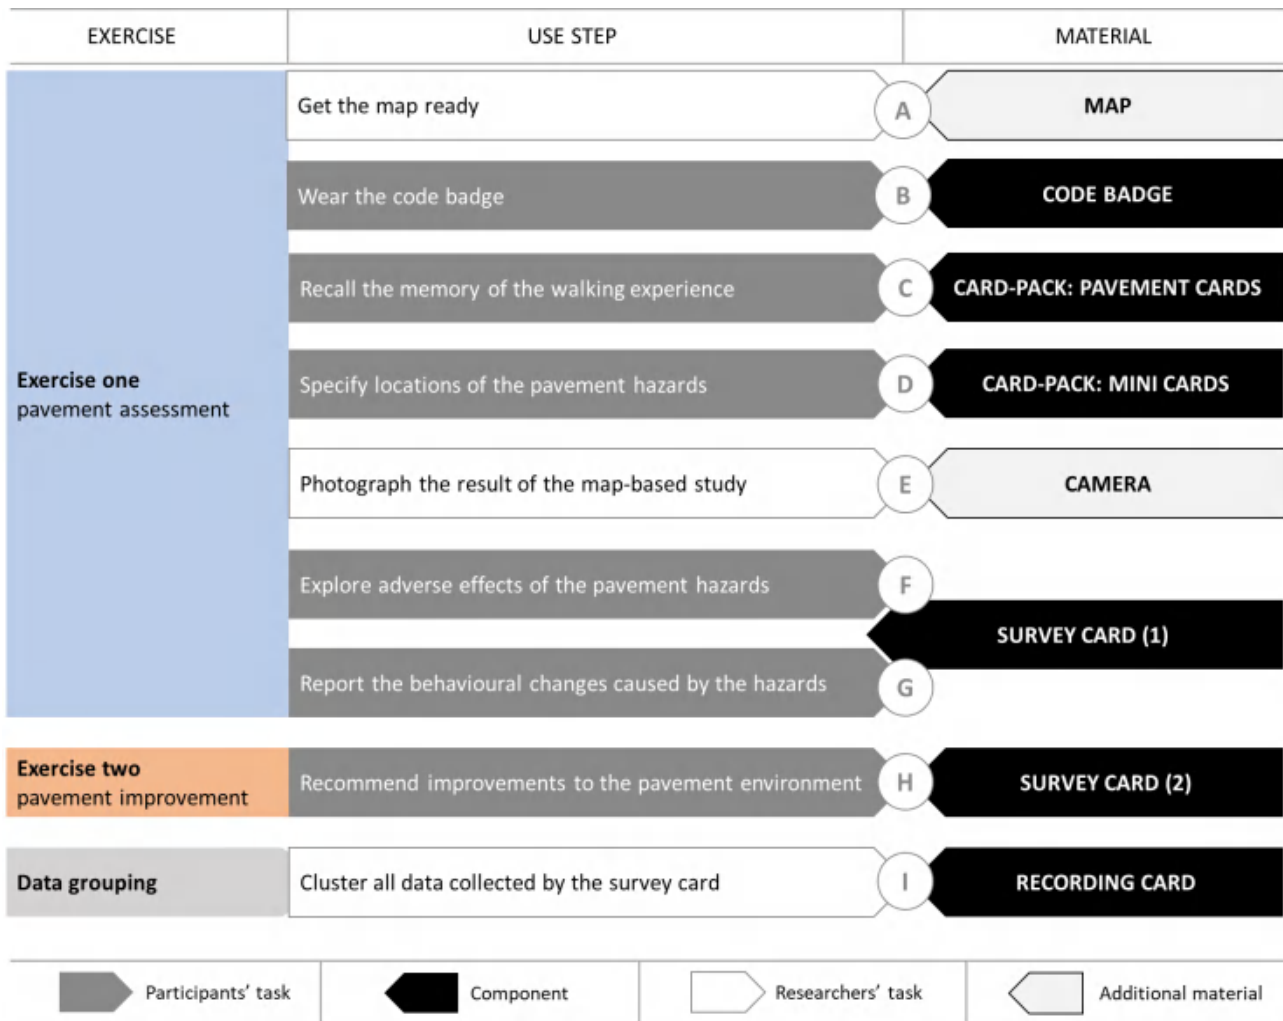 EXERCISE USE STEP MATERIAL
Get the map ready A MAP
Wear the code badge B CODE BADGE
Recall the memory of the walking experience C CARD-PACK: PAVEMENT CARDS
Exercise one
pavement assessment
Specify locations of the pavement hazards D CARD-PACK: MINI CARDS
Photograph the result of the map-based study E CAMERA
Explore adverse effects of the pavement hazards F
SURVEY CARD (1)
Report the behavioural changes caused by the hazards G
Exercise two
pavement improvement
Recommend improvements to the pavement environment H SURVEY CARD (2)
Data grouping Cluster all data collected by the survey card I RECORDING CARD
Participants' task Component Researchers' task Additional material